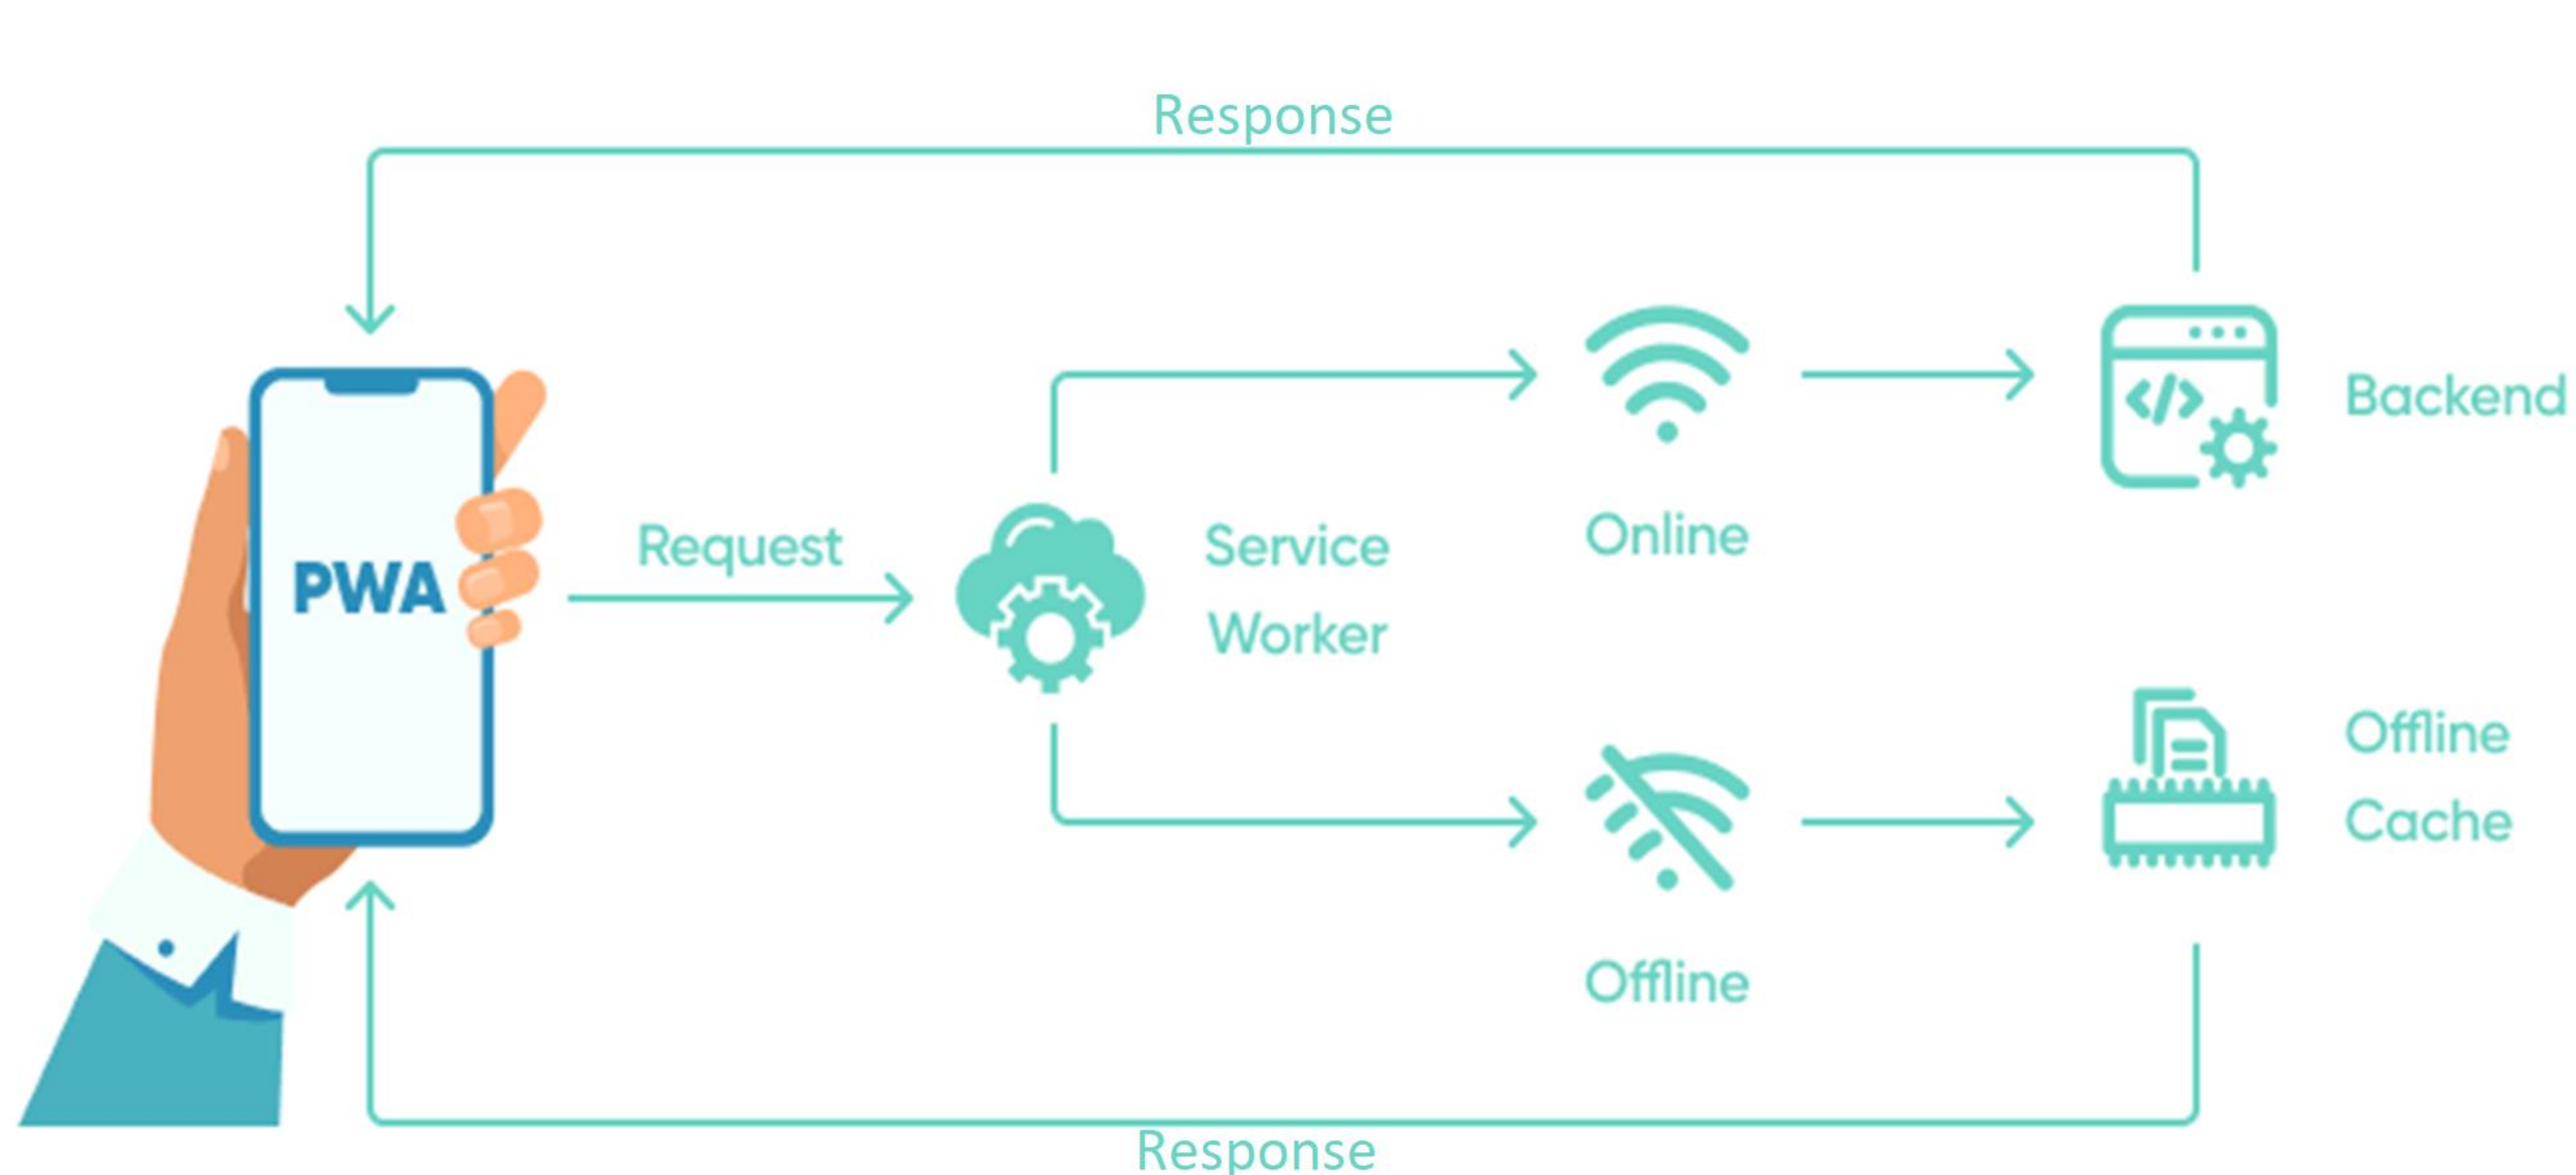 Response
PWA
Request
Service
Worker
Online
Backend
Offline
Offline
Cache
Response